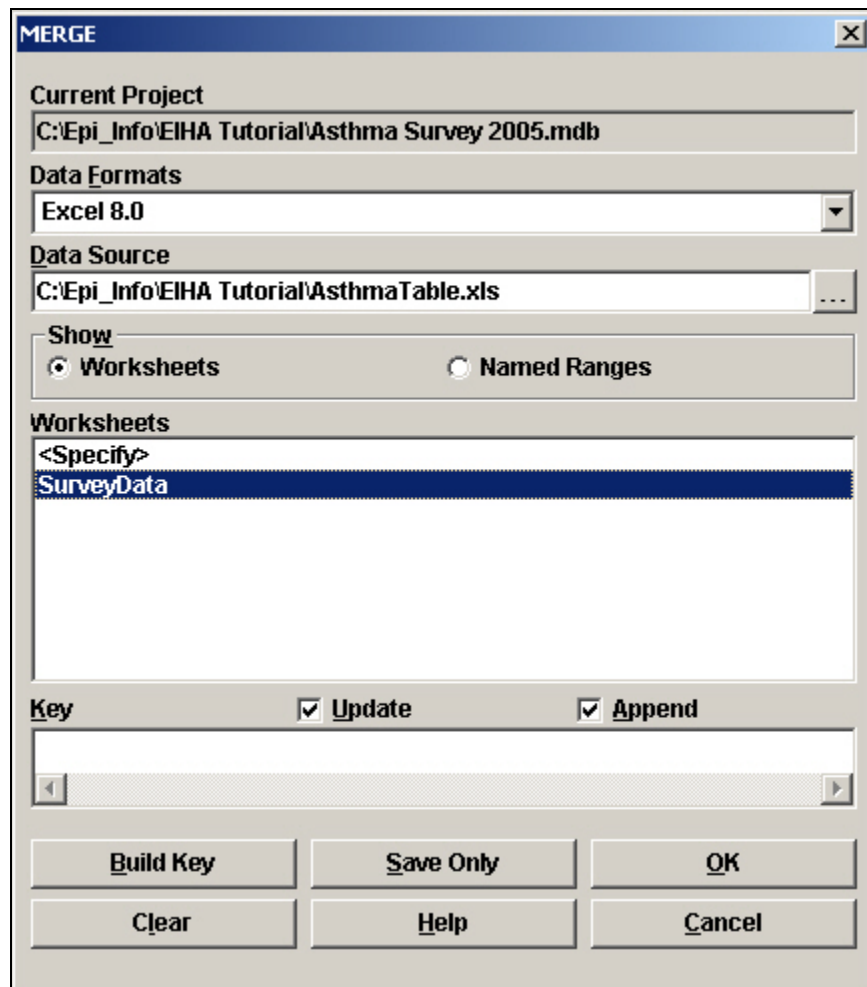 MERGE
Current Project
C:\Epi_Info\EIHA Tutorial\Asthma Survey 2005.mdb
Data Formats
Excel 8.0
Data Source
C:\Epi_Info\EIHA Tutorial\AsthmaTable.xls
...
Show
Worksheets Named Ranges
Worksheets
<Specify>
SurveyData
Key Update Append
Build Key Save Only OK
Clear Help Cancel